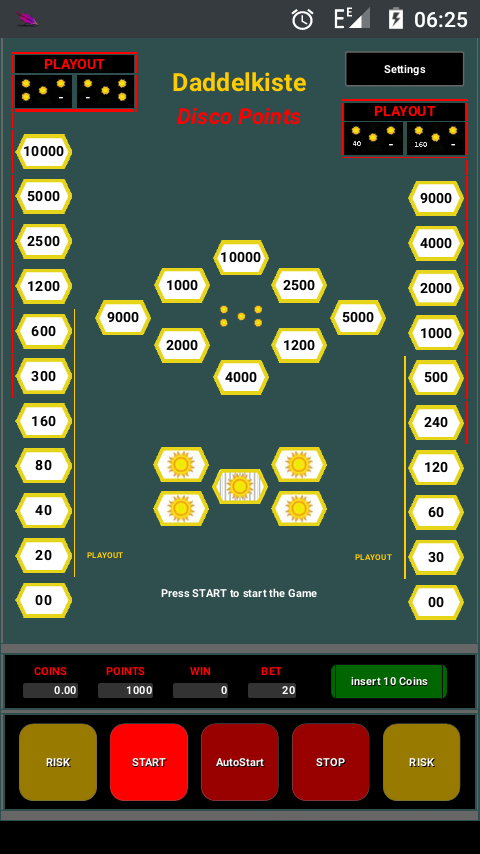 E E 06:25
PLAYOUT
Daddelkiste
Settings
Disco Points
PLAYOUT
40 - 160 -
10000
5000
2500
1200
600
300
160
80
40
20
00
10000
1000 2500
9000 5000
2000 1200
4000
9000
4000
2000
1000
500
240
120
60
30
00
PLAYOUT PLAYOUT
Press START to start the Game
COINS POINTS WIN BET
0.00 1000 0 20
insert 10 Coins
RISK START AutoStart STOP RISK